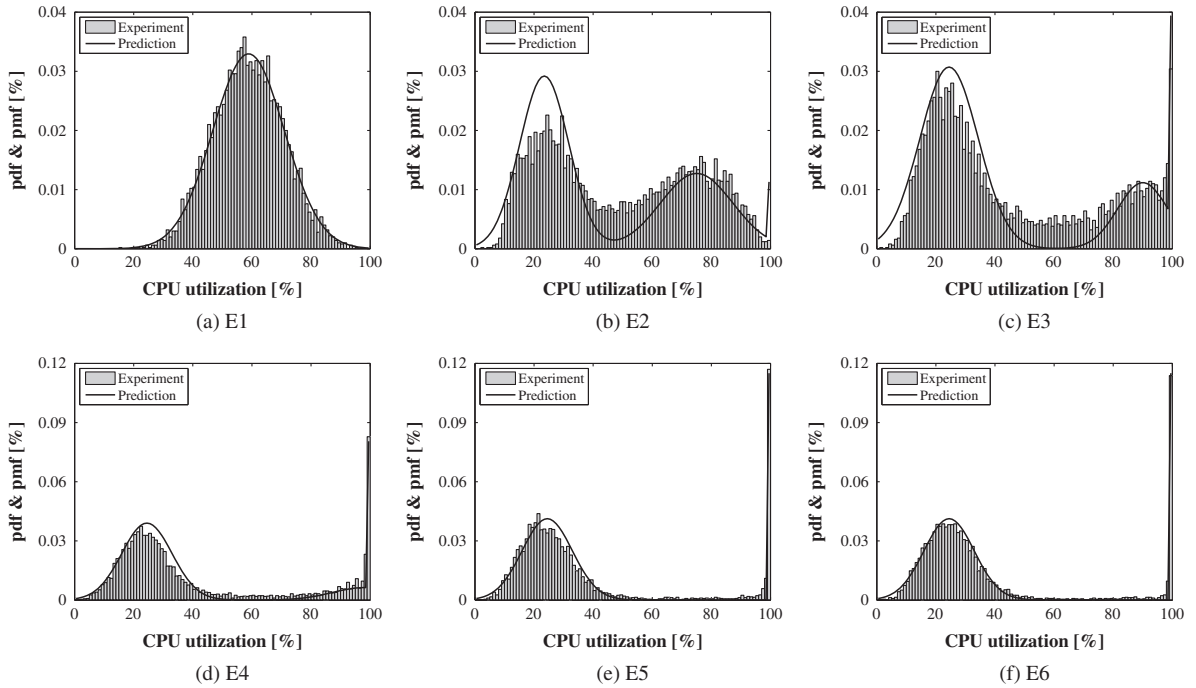 0.04
0.03
0.02
0.01
0
pdf & pmf [%]
Experiment
Prediction
0 20 40 60 80 100
CPU utilization [%]
(a) E1
0.04
0.03
0.02
0.01
0
pdf & pmf [%]
Experiment
Prediction
0 20 40 60 80 100
CPU utilization [%]
(b) E2
0.04
0.03
0.02
0.01
0
pdf & pmf [%]
Experiment
Prediction
0 20 40 60 80 100
CPU utilization [%]
(c) E3
0.12
0.09
0.06
0.03
0
pdf & pmf [%]
Experiment
Prediction
0 20 40 60 80 100
CPU utilization [%]
(d) E4
0.12
0.09
0.06
0.03
0
pdf & pmf [%]
Experiment
Prediction
0 20 40 60 80 100
CPU utilization [%]
(e) E5
0.12
0.09
0.06
0.03
0
pdf & pmf [%]
Experiment
Prediction
0 20 40 60 80 100
CPU utilization [%]
(f) E6